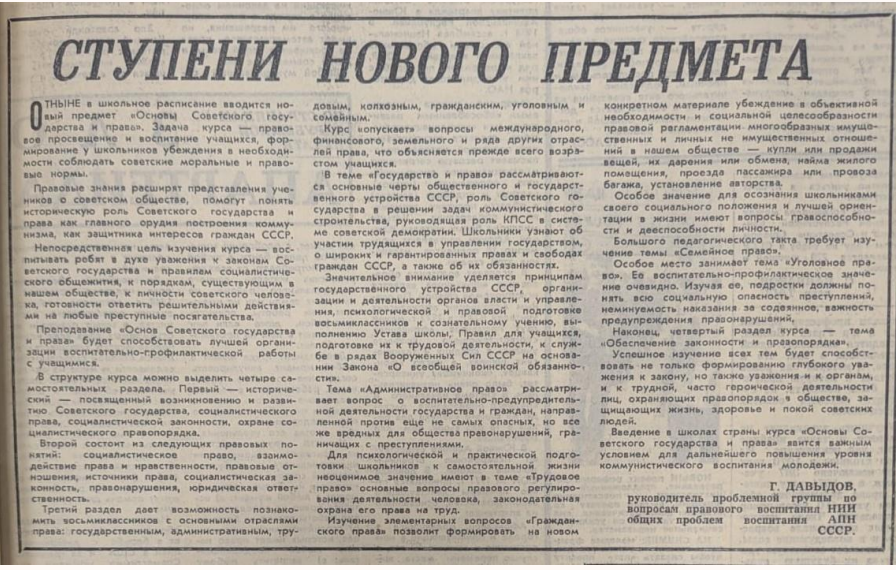 СТУПЕНИ НОВОГО ПРЕДМЕТА
ОТНЫНЕ в школьное расписание вводится но-
вый предмет «Основы Советского госу-
дарства и права». Задача курса — право-
вое просвещение и воспитание учащихся, фор-
мирование у школьников убеждения в необходи-
мости соблюдать советские моральные и право-
вые нормы.
Правовые знания расширят представления уче-
ников о советском обществе, помогут понять
историческую роль Советского государства и
права как главного орудия построения комму-
низма, как защитника интересов граждан СССР.
Непосредственная цель изучения курса — вос-
питывать ребят в духе уважения к законам Со-
ветского государства и правилам социалистиче-
ского общежития, к порядкам, существующим в
нашем обществе, к личности советского челове-
ка, готовности ответить решительными действия-
ми на любые преступные посягательства.
Преподавание «Основ Советского государства
и права» будет способствовать лучшей органи-
зации воспитательно-профилактической работы
с учащимися.
В структуре курса можно выделить четыре са-
мостоятельных раздела. Первый — историче-
ский — посвященный возникновению и разви-
тию Советского государства, социалистического
права, социалистической законности, охране со-
циалистического правопорядка.
Второй состоит из следующих правовых по-
нятий: социалистическое право, взаимо-
действие права и нравственности, правовые от-
ношения, источники права, социалистическая за-
конность, правонарушения, юридическая ответ-
ственность.
Третий раздел дает возможность познако-
мить восьмиклассников с основными отраслями
права: государственным, административным, тру-
довым, колхозным, гражданским, уголовным и
семейным.
Курс «опускает» вопросы международного,
финансового, земельного и ряда других отрас-
лей права, что объясняется прежде всего возра-
стом учащихся.
В теме «Государство и право» рассматривают-
ся основные черты общественного и государст-
венного устройства СССР, роль Советского го-
сударства в решении задач коммунистического
строительства, руководящая роль КПСС в систе-
ме советской демократии. Школьники узнают об
участии трудящихся в управлении государством,
о широких и гарантированных правах и свободах
граждан СССР, а также об их обязанностях.
Значительное внимание уделяется принципам
государственного устройства СССР, органи-
зации и деятельности органов власти и управле-
ния, психологической и правовой подготовке
восьмиклассников к сознательному учению, вы-
полнению Устава школы, Правил для учащихся,
подготовке их к трудовой деятельности, к служ-
бе в рядах Вооруженных Сил СССР на основа-
нии Закона «О всеобщей воинской обязанно-
сти».
Тема «Административное право» рассматри-
вает вопрос о воспитательно-предупредитель-
ной деятельности государства и граждан, направ-
ленной против еще не самых опасных, но все
же вредных для общества правонарушений, гра-
ничащих с преступлениями.
Для психологической и практической подго-
товки школьников к самостоятельной жизни
неоценимое значение имеют в теме «Трудовое
право» основные вопросы правового регулиро-
вания деятельности человека, законодательная
охрана его права на труд.
Изучение элементарных вопросов «Граждан-
ского права» позволит формировать на новом
конкретном материале убеждение в объективной
необходимости и социальной целесообразности
правовой регламентации многообразных имуще-
ственных и личных не имущественных отноше-
ний в нашем обществе — купли или продажи
вещей, их дарения или обмена, найма жилого
помещения, проезда пассажира или провоза
багажа, установление авторства.
Особое значение для осознания школьниками
своего социального положения и лучшей ориен-
тации в жизни имеют вопросы правоспособно-
сти и дееспособности личности.
Большого педагогического такта требует изу-
чение темы «Семейное право».
Особое место занимает тема «Уголовное пра-
во». Ее воспитательно-профилактическое значе-
ние очевидно. Изучая ее, подростки должны по-
нять всю социальную опасность преступлений,
неминуемость наказания за содеянное, важность
предупреждения правонарушений,
Наконец, четвертый раздел курса — тема
«Обеспечение законности и правопорядка».
Успешное изучение всех тем будет способст-
вовать не только формированию глубокого ува-
жения к закону, но также уважения и к органам,
и к трудной, часто героической деятельности
лиц, охраняющих правопорядок в обществе, за-
щищающих жизнь, здоровье и покой советских
людей.
Введение в школах страны курса «Основы Со-
ветского государства и права» явится важным
условием для дальнейшего повышения уровня
коммунистического воспитания молодежи.
Г. ДАВЫДОВ,
руководитель проблемной группы по
вопросам правового воспитания НИИ
общих проблем воспитания АПН
СССР.